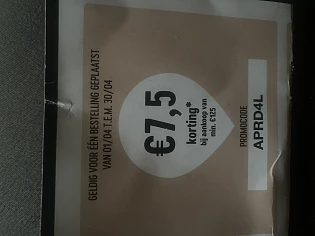 GELDIG VOOR ÉÉN BESTELLING GEPLAATST
VAN 01/04 T.E.M. 30/04
€7,5
korting*
bij aankoop van
min. €125
PROMOCODE
APRD4L